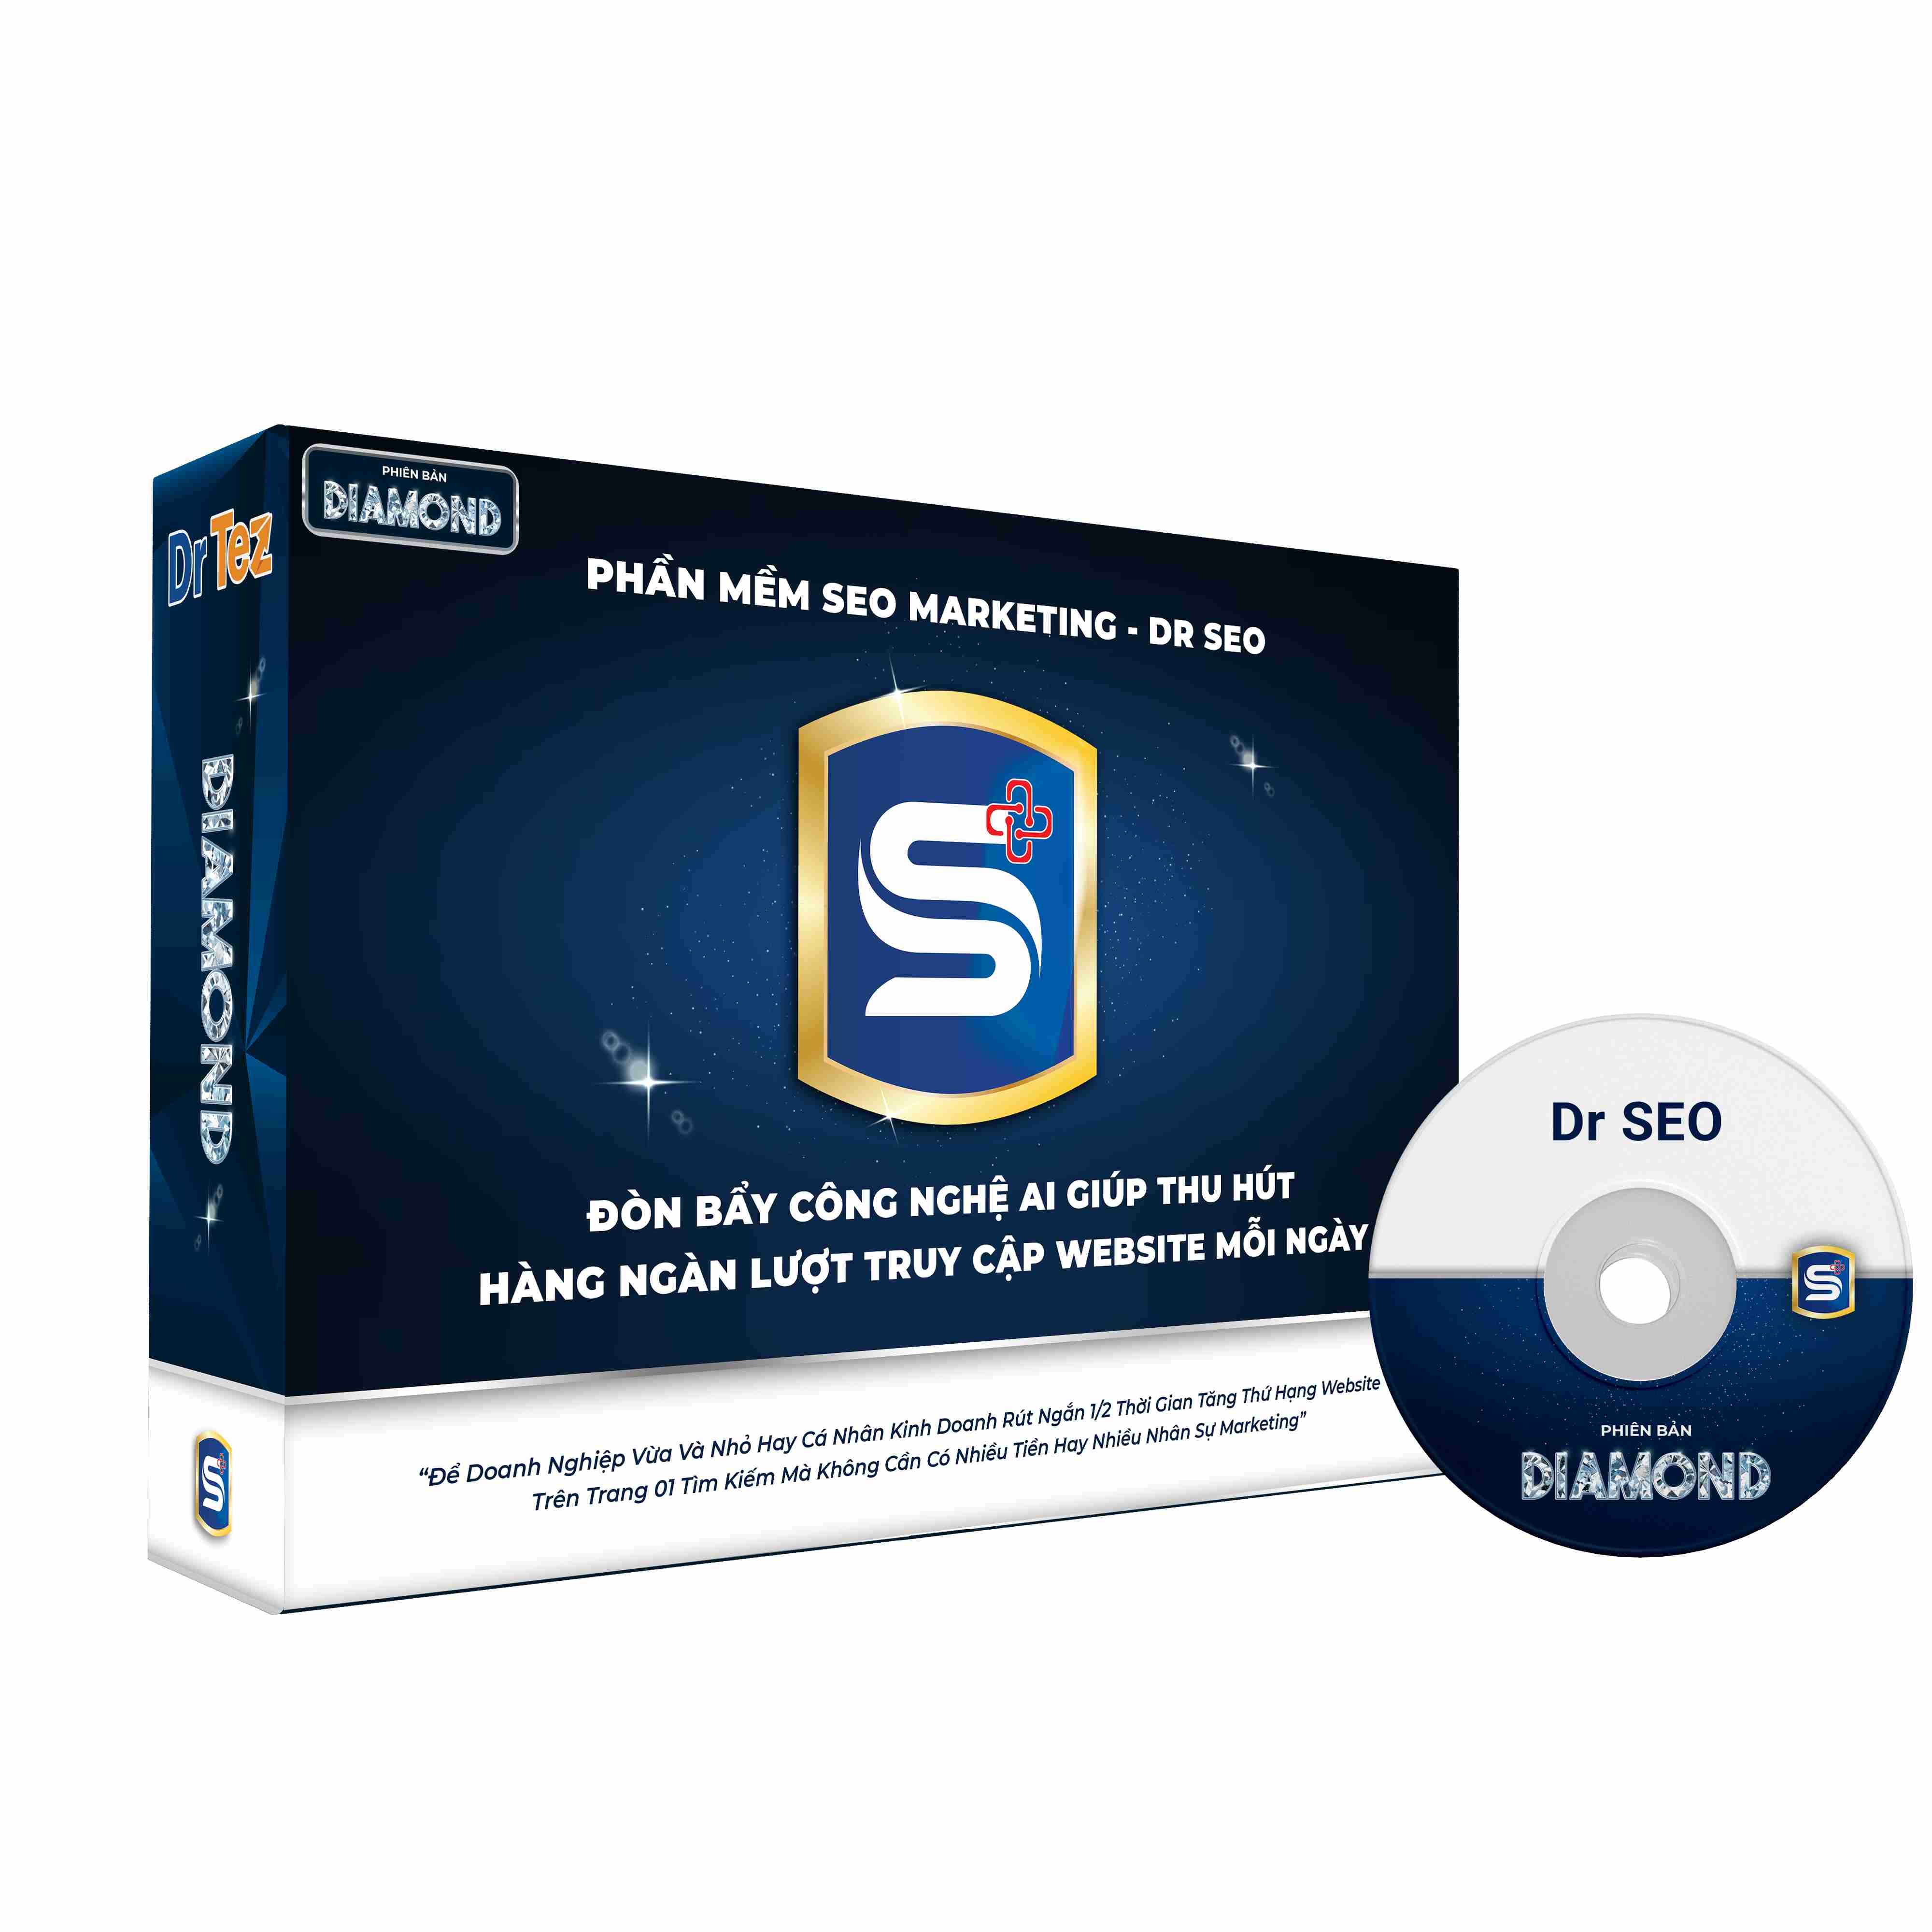 PHIÊN BẢN
DIAMOND
Dr Tez
PHẦN MỀM SEO MARKETING - DR SEO
DIAMOND
S
ĐÒN BẨY CÔNG NGHỆ AI GIÚP THU HÚT
HÀNG NGÀN LƯỢT TRUY CẬP WEBSITE MỖI NGÀY
“Để Doanh Nghiệp Vừa Và Nhỏ Hay Cá Nhân Kinh Doanh Rút Ngắn 1/2 Thời Gian Tăng Thứ Hạng Website
Trên Trang 01 Tìm Kiếm Mà Không Cần Có Nhiều Tiền Hay Nhiều Nhân Sự Marketing”
S
Dr SEO
S
PHIÊN BẢN
DIAMOND